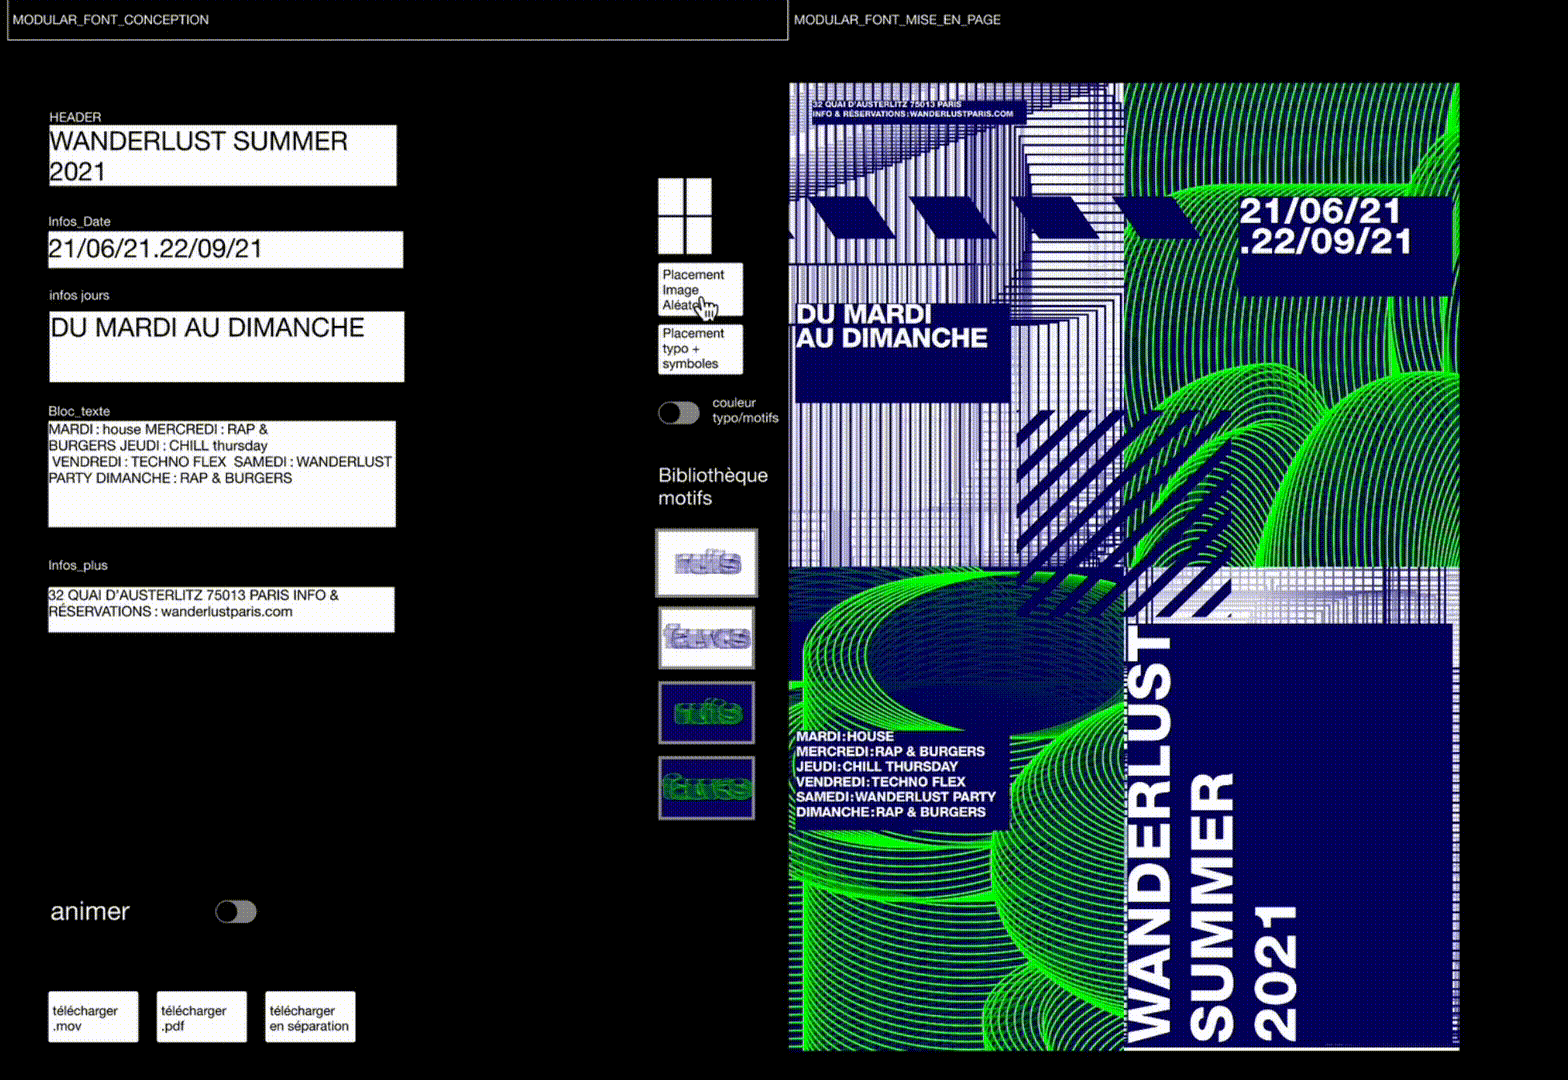 MODULAR_FONT_CONCEPTION
MODULAR_FONT_MISE_EN_PAGE
HEADER
WANDERLUST SUMMER
2021
Infos_Date
21/06/21.22/09/21
infos jours
DU MARDI AU DIMANCHE
Bloc_texte
MARDI : house MERCREDI : RAP &
BURGERS JEUDI : CHILL thursday
VENDREDI : TECHNO FLEX SAMEDI : WANDERLUST
PARTY DIMANCHE : RAP & BURGERS
Infos_plus
32 QUAI D'AUSTERLITZ 75013 PARIS INFO &
RÉSERVATIONS : wanderlustparis.com
animer
télécharger
.mov
télécharger
.pdf
télécharger
en séparation
Placement
Image
Placement
typo +
symboles
couleur
typo/motifs
Bibliothèque
motifs
32 QUAI D'AUSTERLITZ 75013 PARIS
INFO & RÉSERVATIONS:WANDERLUSTPARIS.COM
21/06/21
.22/09/21
DU MARDI
AU DIMANCHE
MARDI:HOUSE
MERCREDI:RAP & BURGERS
JEUDI:CHILL THURSDAY
VENDREDI:TECHNO FLEX
SAMEDI:WANDERLUST PARTY
DIMANCHE:RAP & BURGERS
WANDERLUST
SUMMER
2021